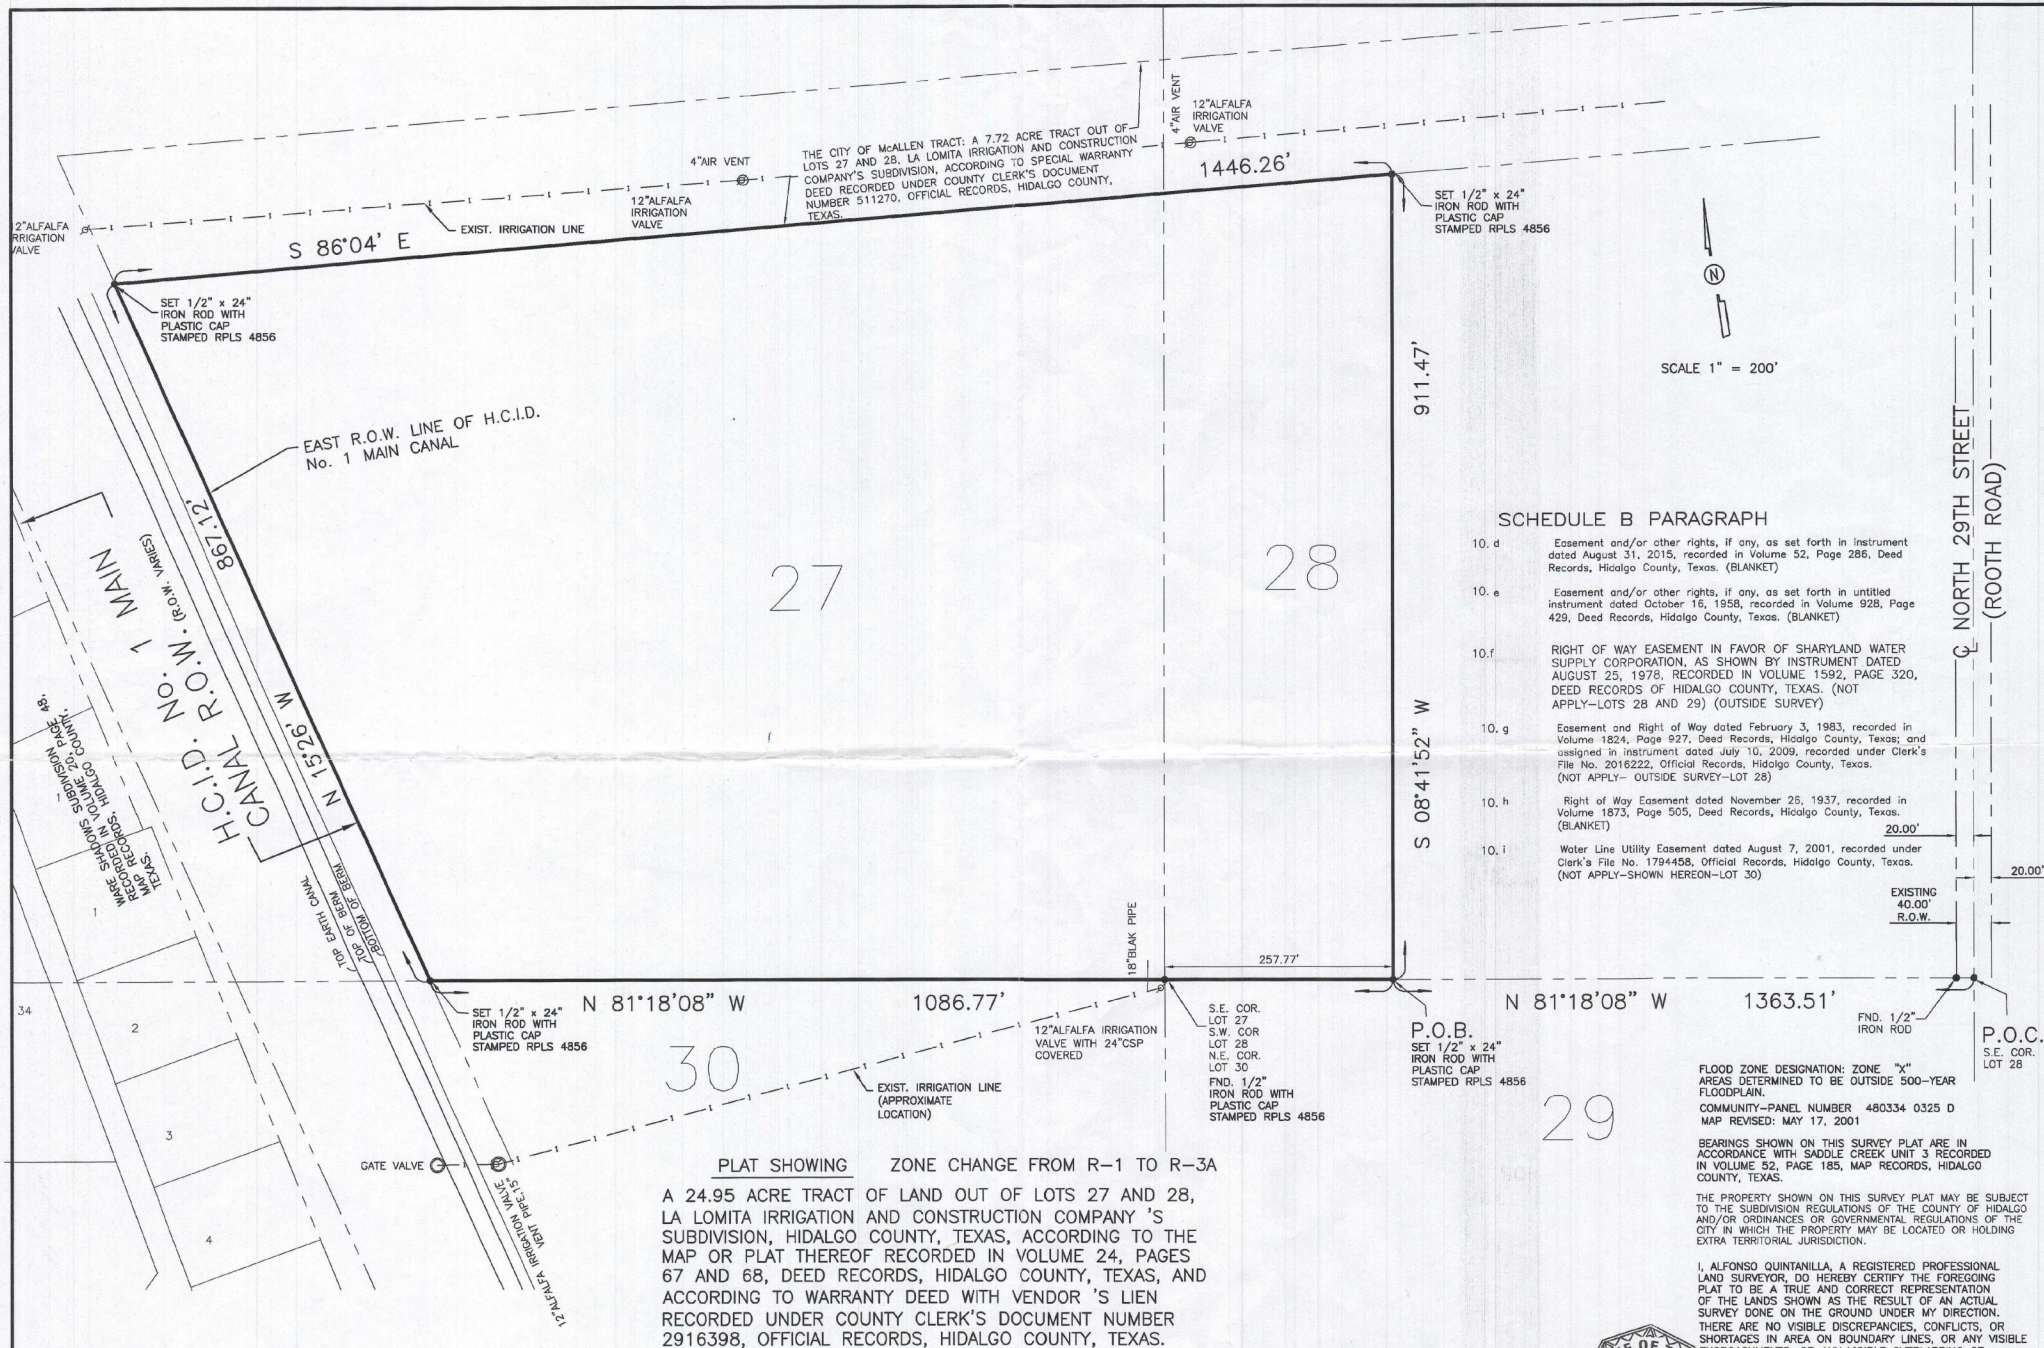 THE CITY OF McALLEN TRACT: A 7.72 ACRE TRACT OUT OF
LOTS 27 AND 28, LA LOMITA IRRIGATION AND CONSTRUCTION
COMPANY'S SUBDIVISION, ACCORDING TO SPECIAL WARRANTY
DEED RECORDED UNDER COUNTY CLERK'S DOCUMENT
NUMBER 511270, OFFICIAL RECORDS, HIDALGO COUNTY,
TEXAS.
4"AIR VENT
12"ALFALFA
IRRIGATION
VALVE
4"AIR VENT
12"ALFALFA
IRRIGATION
VALVE
2"ALFALFA
RRIGATION
VALVE
EXIST. IRRIGATION LINE
S 86°04' E
1446.26'
SET 1/2" x 24"
IRON ROD WITH
PLASTIC CAP
STAMPED RPLS 4856
SET 1/2" x 24"
IRON ROD WITH
PLASTIC CAP
STAMPED RPLS 4856
N
SCALE 1" = 200'
911.47'
S 08°41'52" W
EAST R.O.W. LINE OF H.C.I.D.
No. 1 MAIN CANAL
867.12'
N 15°26' W
H.C.I.D. No. 1 MAIN
CANAL R.O.W. (R.O.W. VARIES)
WARE SHADOWS SUBDIVISION
RECORDED IN VOLUME 20, PAGE 48,
MAP RECORDS, HIDALGO COUNTY,
TEXAS.
TOP EARTH CANAL
TOP OF BERM
BOTTOM OF BERM
27
28
NORTH 29TH STREET
(ROOTH ROAD)
SCHEDULE B PARAGRAPH
10. d Easement and/or other rights, if any, as set forth in instrument
dated August 31, 2015, recorded in Volume 52, Page 286, Deed
Records, Hidalgo County, Texas. (BLANKET)
10. e Easement and/or other rights, if any, as set forth in untitled
instrument dated October 16, 1958, recorded in Volume 928, Page
429, Deed Records, Hidalgo County, Texas. (BLANKET)
10.f RIGHT OF WAY EASEMENT IN FAVOR OF SHARYLAND WATER
SUPPLY CORPORATION, AS SHOWN BY INSTRUMENT DATED
AUGUST 25, 1978, RECORDED IN VOLUME 1592, PAGE 320,
DEED RECORDS OF HIDALGO COUNTY, TEXAS. (NOT
APPLY-LOTS 28 AND 29) (OUTSIDE SURVEY)
10. g Easement and Right of Way dated February 3, 1983, recorded in
Volume 1824, Page 927, Deed Records, Hidalgo County, Texas; and
assigned in instrument dated July 10, 2009, recorded under Clerk's
File No. 2016222, Official Records, Hidalgo County, Texas.
(NOT APPLY- OUTSIDE SURVEY-LOT 28)
10. h Right of Way Easement dated November 26, 1937, recorded in
Volume 1873, Page 505, Deed Records, Hidalgo County, Texas.
(BLANKET)
10. i Water Line Utility Easement dated August 7, 2001, recorded under
Clerk's File No. 1794458, Official Records, Hidalgo County, Texas.
(NOT APPLY-SHOWN HEREON-LOT 30)
20.00'
20.00'
EXISTING
40.00'
R.O.W.
18"BLAK PIPE
257.77'
34
1
2
3
4
SET 1/2" x 24"
IRON ROD WITH
PLASTIC CAP
STAMPED RPLS 4856
N 81°18'08" W
1086.77'
30
12"ALFALFA IRRIGATION
VALVE WITH 24"CSP
COVERED
EXIST. IRRIGATION LINE
(APPROXIMATE
LOCATION)
S.E. COR.
LOT 27
S.W. COR
LOT 28
N.E. COR.
LOT 30
FND. 1/2"
IRON ROD WITH
PLASTIC CAP
STAMPED RPLS 4856
P.O.B.
SET 1/2" x 24"
IRON ROD WITH
PLASTIC CAP
STAMPED RPLS 4856
N 81°18'08" W
1363.51'
29
FND. 1/2"
IRON ROD
P.O.C.
S.E. COR.
LOT 28
GATE VALVE
12"ALFALFA IRRIGATION VALVE
VENT PIPE,15"
PLAT SHOWING ZONE CHANGE FROM R-1 TO R-3A
A 24.95 ACRE TRACT OF LAND OUT OF LOTS 27 AND 28,
LA LOMITA IRRIGATION AND CONSTRUCTION COMPANY 'S
SUBDIVISION, HIDALGO COUNTY, TEXAS, ACCORDING TO THE
MAP OR PLAT THEREOF RECORDED IN VOLUME 24, PAGES
67 AND 68, DEED RECORDS, HIDALGO COUNTY, TEXAS, AND
ACCORDING TO WARRANTY DEED WITH VENDOR 'S LIEN
RECORDED UNDER COUNTY CLERK'S DOCUMENT NUMBER
2916398, OFFICIAL RECORDS, HIDALGO COUNTY, TEXAS.
FLOOD ZONE DESIGNATION: ZONE "X"
AREAS DETERMINED TO BE OUTSIDE 500-YEAR
FLOODPLAIN.
COMMUNITY-PANEL NUMBER 480334 0325 D
MAP REVISED: MAY 17, 2001
BEARINGS SHOWN ON THIS SURVEY PLAT ARE IN
ACCORDANCE WITH SADDLE CREEK UNIT 3 RECORDED
IN VOLUME 52, PAGE 185, MAP RECORDS, HIDALGO
COUNTY, TEXAS.
THE PROPERTY SHOWN ON THIS SURVEY PLAT MAY BE SUBJECT
TO THE SUBDIVISION REGULATIONS OF THE COUNTY OF HIDALGO
AND/OR ORDINANCES OR GOVERNMENTAL REGULATIONS OF THE
CITY IN WHICH THE PROPERTY MAY BE LOCATED OR HOLDING
EXTRA TERRITORIAL JURISDICTION.
I, ALFONSO QUINTANILLA, A REGISTERED PROFESSIONAL
LAND SURVEYOR, DO HEREBY CERTIFY THE FOREGOING
PLAT TO BE A TRUE AND CORRECT REPRESENTATION
OF THE LANDS SHOWN AS THE RESULT OF AN ACTUAL
SURVEY DONE ON THE GROUND UNDER MY DIRECTION.
THERE ARE NO VISIBLE DISCREPANCIES, CONFLICTS, OR
SHORTAGES IN AREA ON BOUNDARY LINES, OR ANY VISIBLE
OF